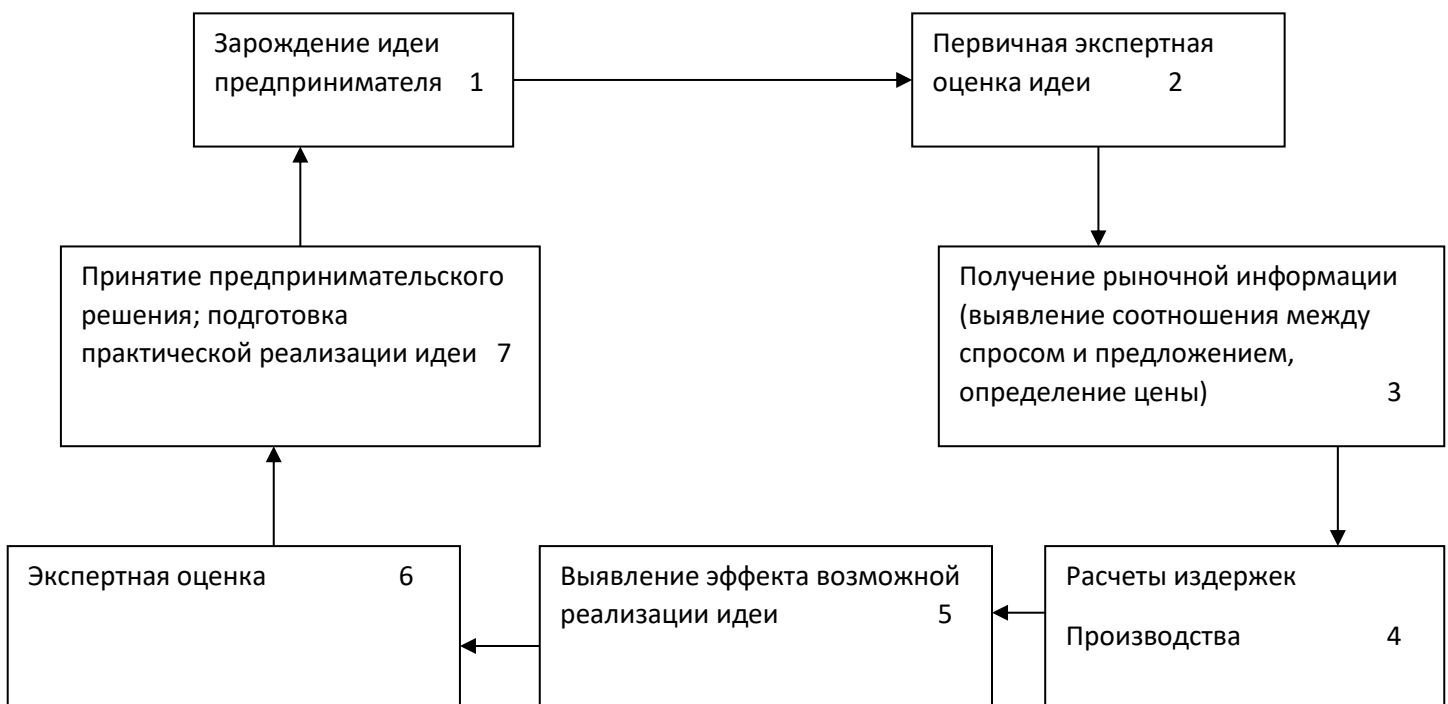 Зарождение идеи
предпринимателя 1
Первичная экспертная
оценка идеи 2
Получение рыночной информации
(выявление соотношения между
спросом и предложением,
определение цены) 3
Расчеты издержек
Производства 4
Выявление эффекта возможной
реализации идеи 5
Экспертная оценка 6
Принятие предпринимательского
решения; подготовка
практической реализации идеи 7